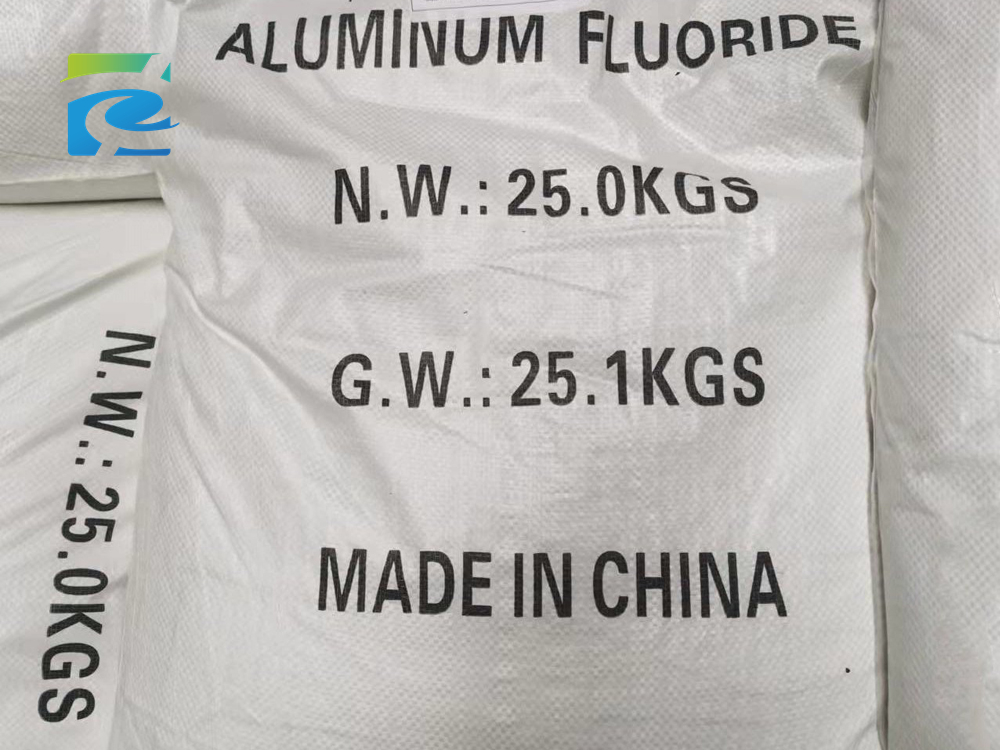 ALUMINUM FLUORIDE
N.W.: 25.0KGS
G.W.: 25.1KGS
MADE IN CHINA
N.W.: 25.0KGS